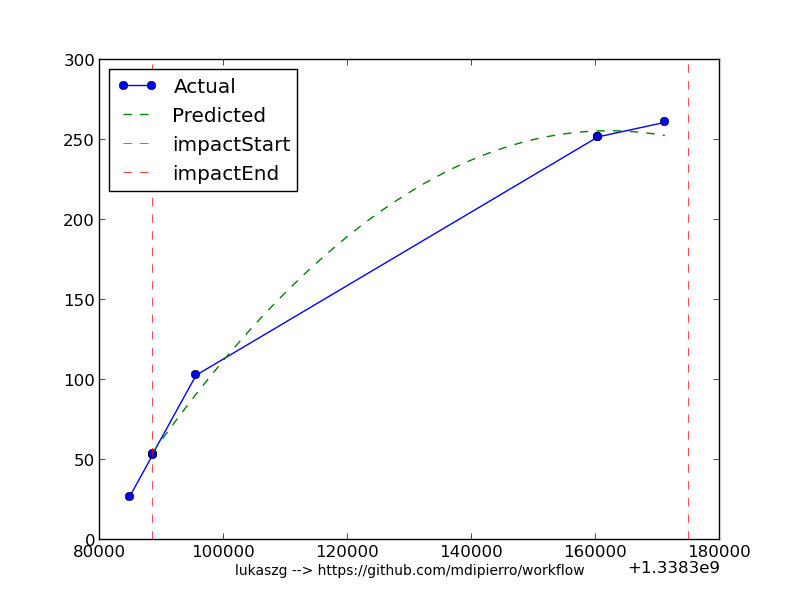 300
250
200
150
100
50
0
Actual
Predicted
impactStart
impactEnd
80000 100000 120000 140000 160000 180000
+1.3383e9
lukaszg --> https://github.com/mdipierro/workflow